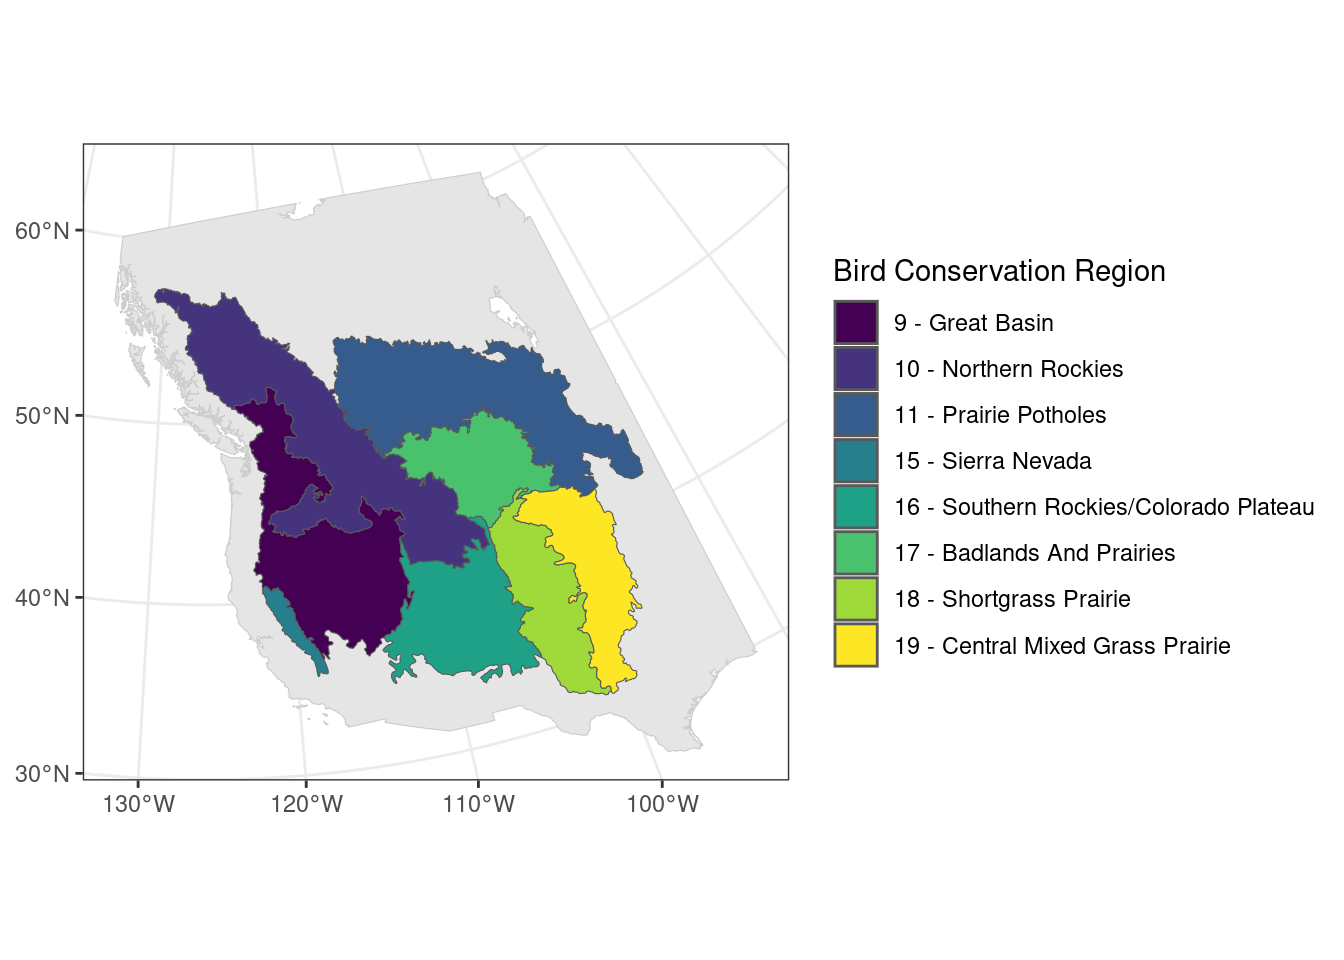 60°N
50°N
40°N
30°N
130°W
120°W
110°W
100°W
Bird Conservation Region
9 - Great Basin
10 - Northern Rockies
11 - Prairie Potholes
15 - Sierra Nevada
16 - Southern Rockies/Colorado Plateau
17 - Badlands And Prairies
18 - Shortgrass Prairie
19 - Central Mixed Grass Prairie